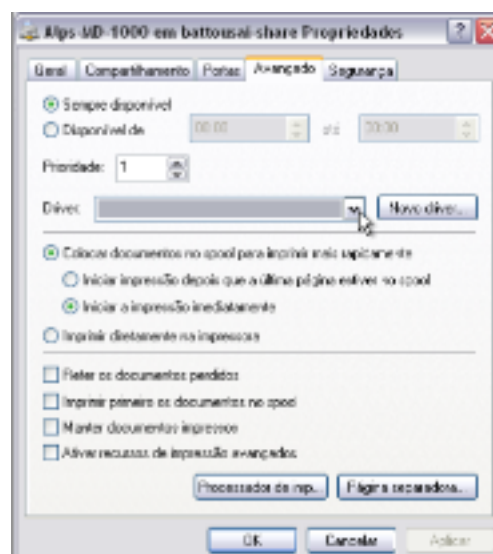 Alps-MD-1000 em battousai-share Propriedades
Geral Compartilhamento Portas Avançado Segurança
Sempre disponível
Disponível de 00:00 até 00:00
Prioridade: 1
Driver: Novo driver...
Colocar documentos no spool para imprimir mais rapidamente
Iniciar impressão depois que a última página estiver no spool
Iniciar a impressão imediatamente
Imprimir diretamente na impressora
Reter os documentos perdidos
Imprimir primeiro os documentos no spool
Manter documentos impressos
Ativar recursos de impressão avançados
Processador de imp... Página separadora...
OK Cancelar Aplicar